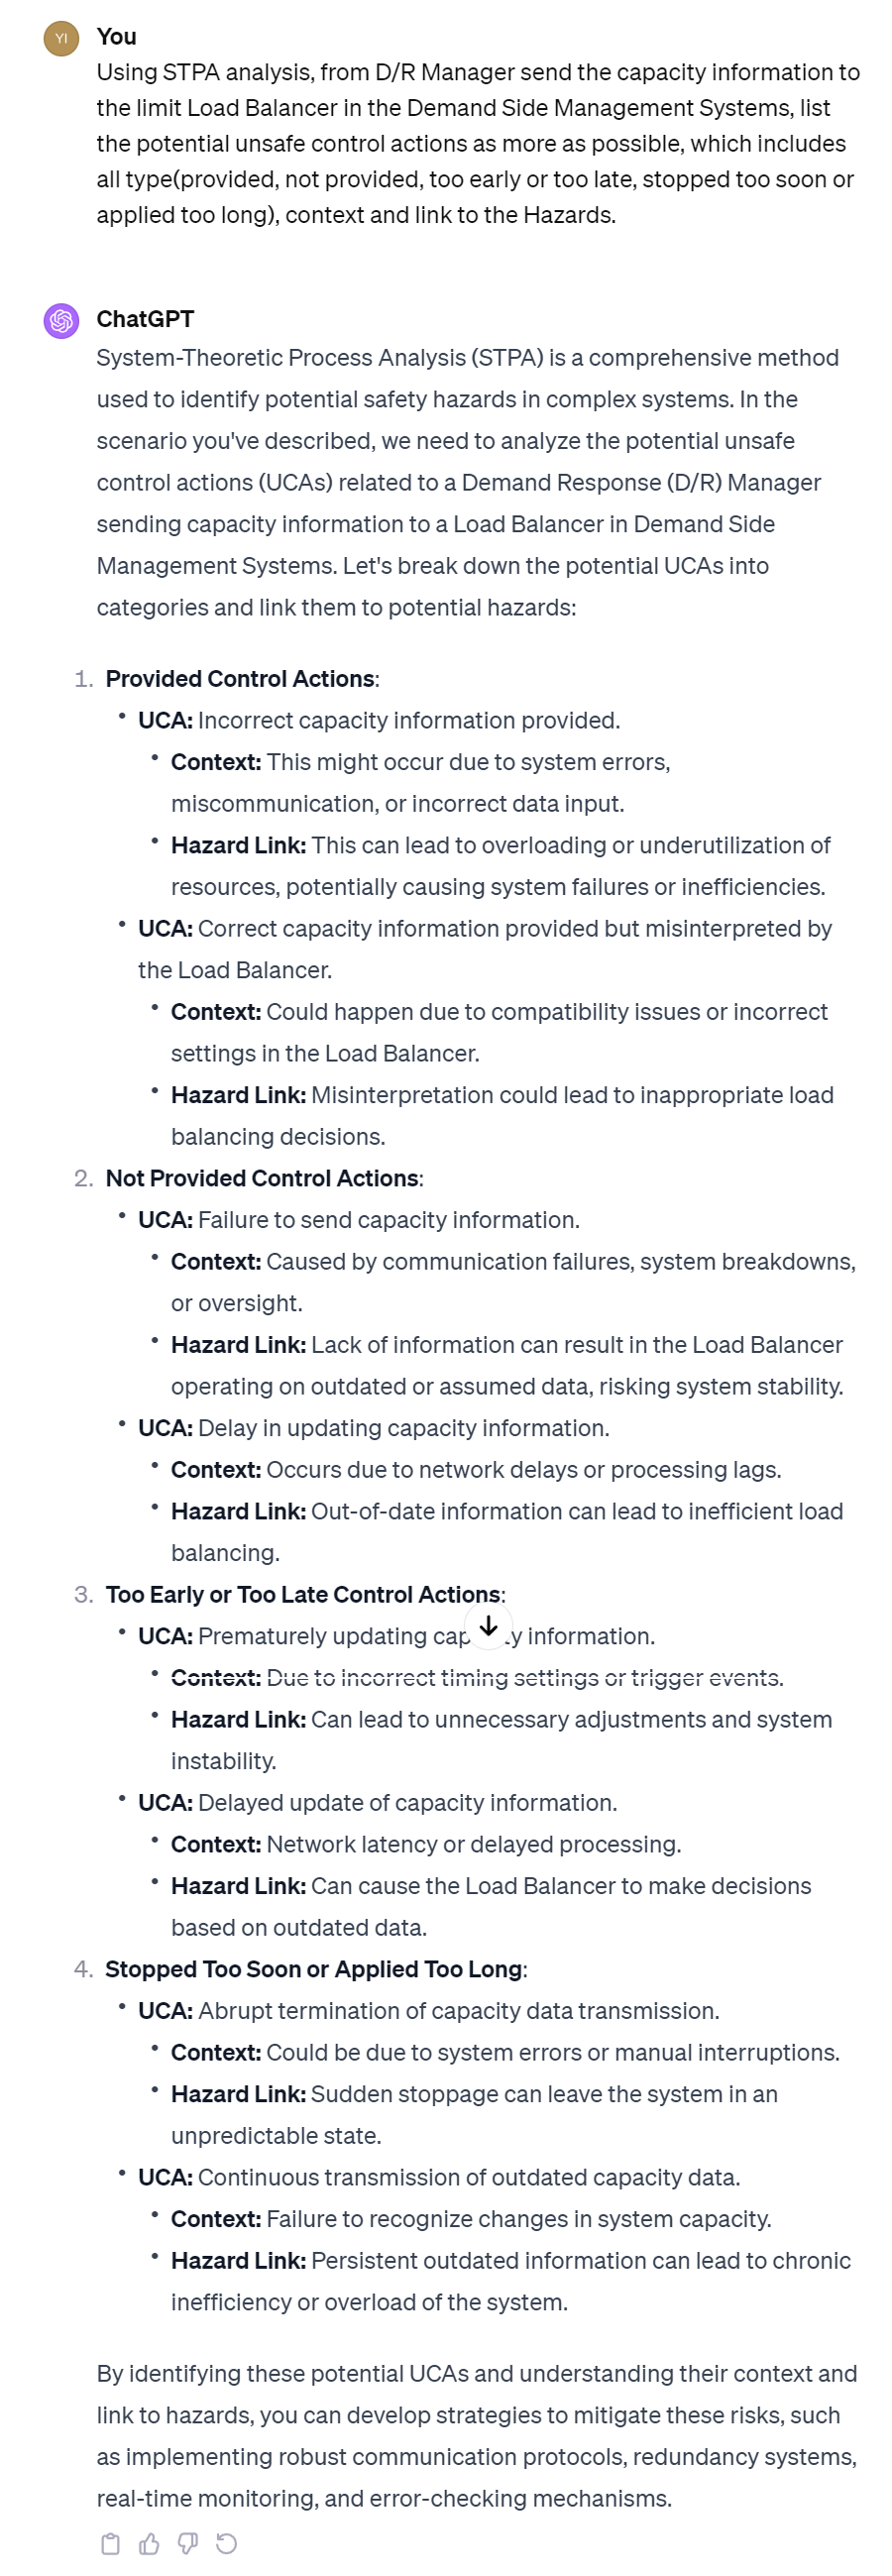 YI
You
Using STPA analysis, from D/R Manager send the capacity information to
the limit Load Balancer in the Demand Side Management Systems, list
the potential unsafe control actions as more as possible, which includes
all type(provided, not provided, too early or too late, stopped too soon or
applied too long), context and link to the Hazards.
ChatGPT
System-Theoretic Process Analysis (STPA) is a comprehensive method
used to identify potential safety hazards in complex systems. In the
scenario you've described, we need to analyze the potential unsafe
control actions (UCAs) related to a Demand Response (D/R) Manager
sending capacity information to a Load Balancer in Demand Side
Management Systems. Let's break down the potential UCAs into
categories and link them to potential hazards:
1. Provided Control Actions:
• UCA: Incorrect capacity information provided.
• Context: This might occur due to system errors,
miscommunication, or incorrect data input.
• Hazard Link: This can lead to overloading or underutilization of
resources, potentially causing system failures or inefficiencies.
• UCA: Correct capacity information provided but misinterpreted by
the Load Balancer.
• Context: Could happen due to compatibility issues or incorrect
settings in the Load Balancer.
• Hazard Link: Misinterpretation could lead to inappropriate load
balancing decisions.
2. Not Provided Control Actions:
• UCA: Failure to send capacity information.
• Context: Caused by communication failures, system breakdowns,
or oversight.
• Hazard Link: Lack of information can result in the Load Balancer
operating on outdated or assumed data, risking system stability.
• UCA: Delay in updating capacity information.
• Context: Occurs due to network delays or processing lags.
• Hazard Link: Out-of-date information can lead to inefficient load
balancing.
3. Too Early or Too Late Control Actions:
• UCA: Prematurely updating capacity information.
• Context: Due to incorrect timing settings or trigger events.
• Hazard Link: Can lead to unnecessary adjustments and system
instability.
• UCA: Delayed update of capacity information.
• Context: Network latency or delayed processing.
• Hazard Link: Can cause the Load Balancer to make decisions
based on outdated data.
4. Stopped Too Soon or Applied Too Long:
• UCA: Abrupt termination of capacity data transmission.
• Context: Could be due to system errors or manual interruptions.
• Hazard Link: Sudden stoppage can leave the system in an
unpredictable state.
• UCA: Continuous transmission of outdated capacity data.
• Context: Failure to recognize changes in system capacity.
• Hazard Link: Persistent outdated information can lead to chronic
inefficiency or overload of the system.
By identifying these potential UCAs and understanding their context and
link to hazards, you can develop strategies to mitigate these risks, such
as implementing robust communication protocols, redundancy systems,
real-time monitoring, and error-checking mechanisms.